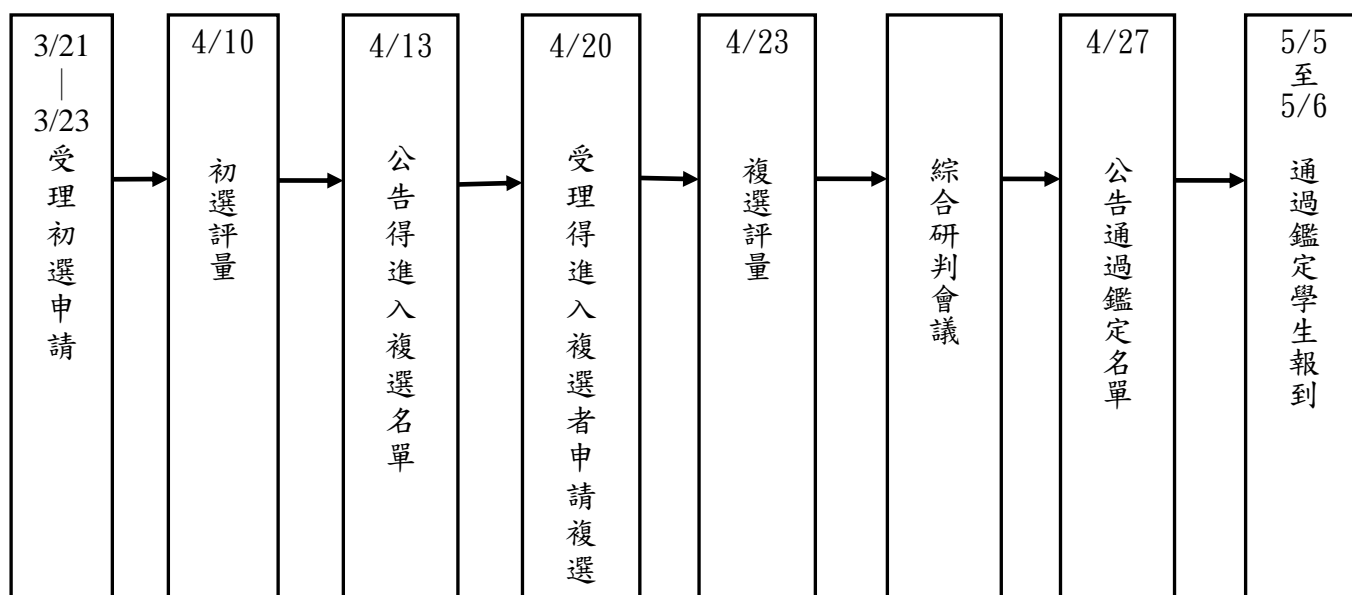 3/21
|
3/23
受理初選申請
4/10
初選評量
4/13
公告得進入複選名單
4/20
受理得進入複選者申請複選
4/23
複選評量
綜合研判會議
4/27
公告通過鑑定名單
5/5
至
5/6
通過鑑定學生報到